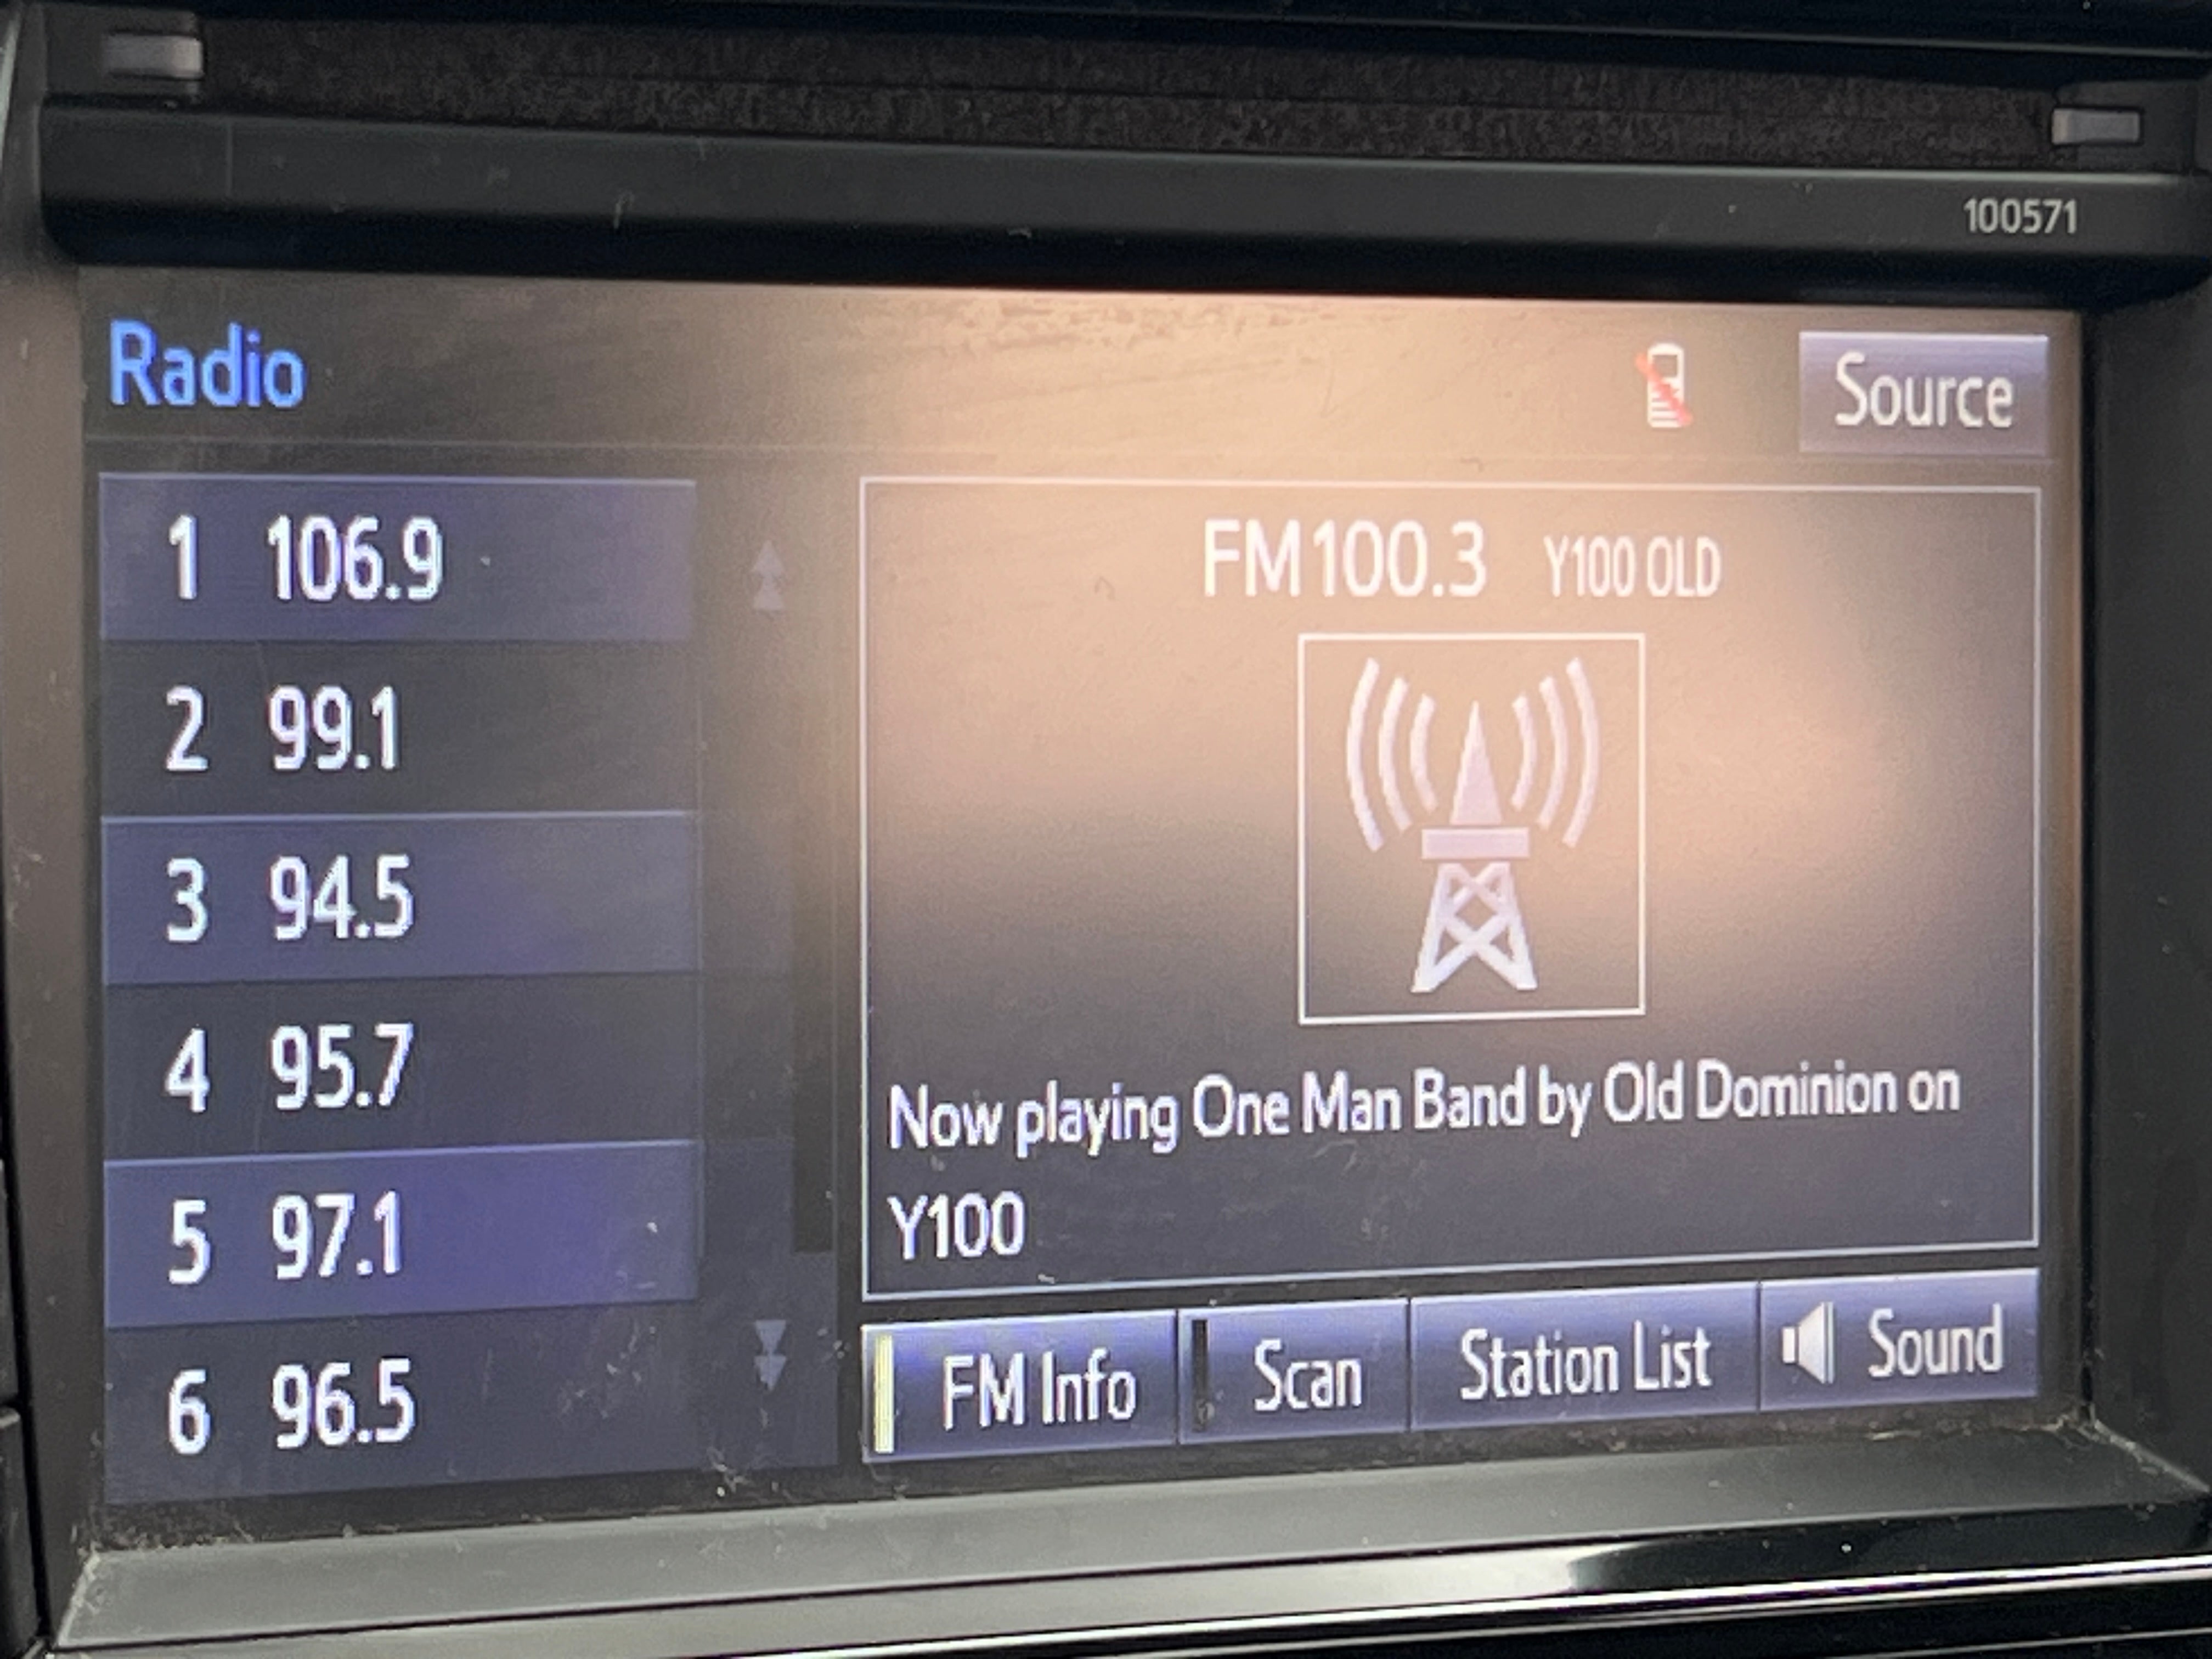 100571
Radio
Source
1 106.9
2 99.1
3 94.5
4 95.7
5 97.1
6 96.5
FM100.3 Y100 OLD
Now playing One Man Band by Old Dominion on
Y100
FM Info
Scan
Station List
Sound